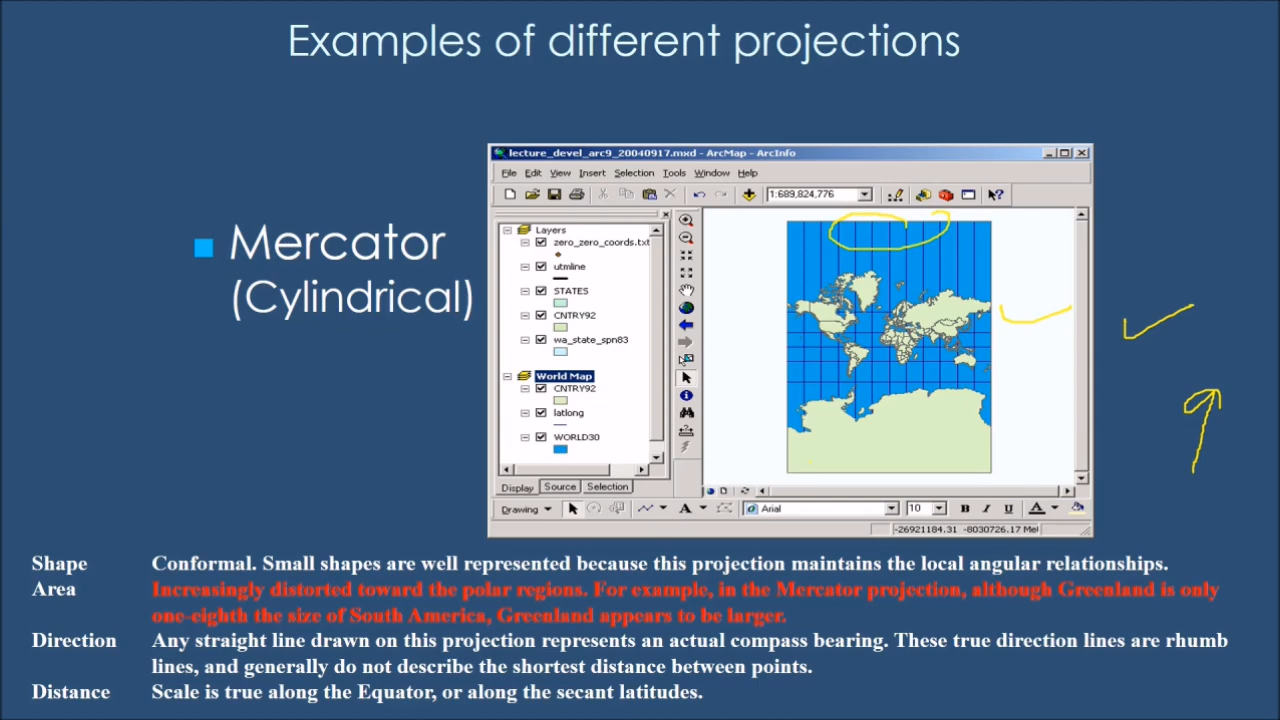 Examples of different projections
Mercator
(Cylindrical)
lecture_devel_arc9_20040917.mxd - ArcMap - ArcInfo
File Edit View Insert Selection Tools Window Help
1:689,824,776
Layers
zero_zero_coords.txt
utmline
STATES
CNTRY92
wa_state_spn83
World Map
CNTRY92
latlong
WORLD30
Display Source Selection
Drawing A Arial 10 B I U A
-26921184.31 -8030726.17 Met
Shape Conformal. Small shapes are well represented because this projection maintains the local angular relationships.
Area Increasingly distorted toward the polar regions. For example, in the Mercator projection, although Greenland is only
one-eighth the size of South America, Greenland appears to be larger.
Direction Any straight line drawn on this projection represents an actual compass bearing. These true direction lines are rhumb
lines, and generally do not describe the shortest distance between points.
Distance Scale is true along the Equator, or along the secant latitudes.